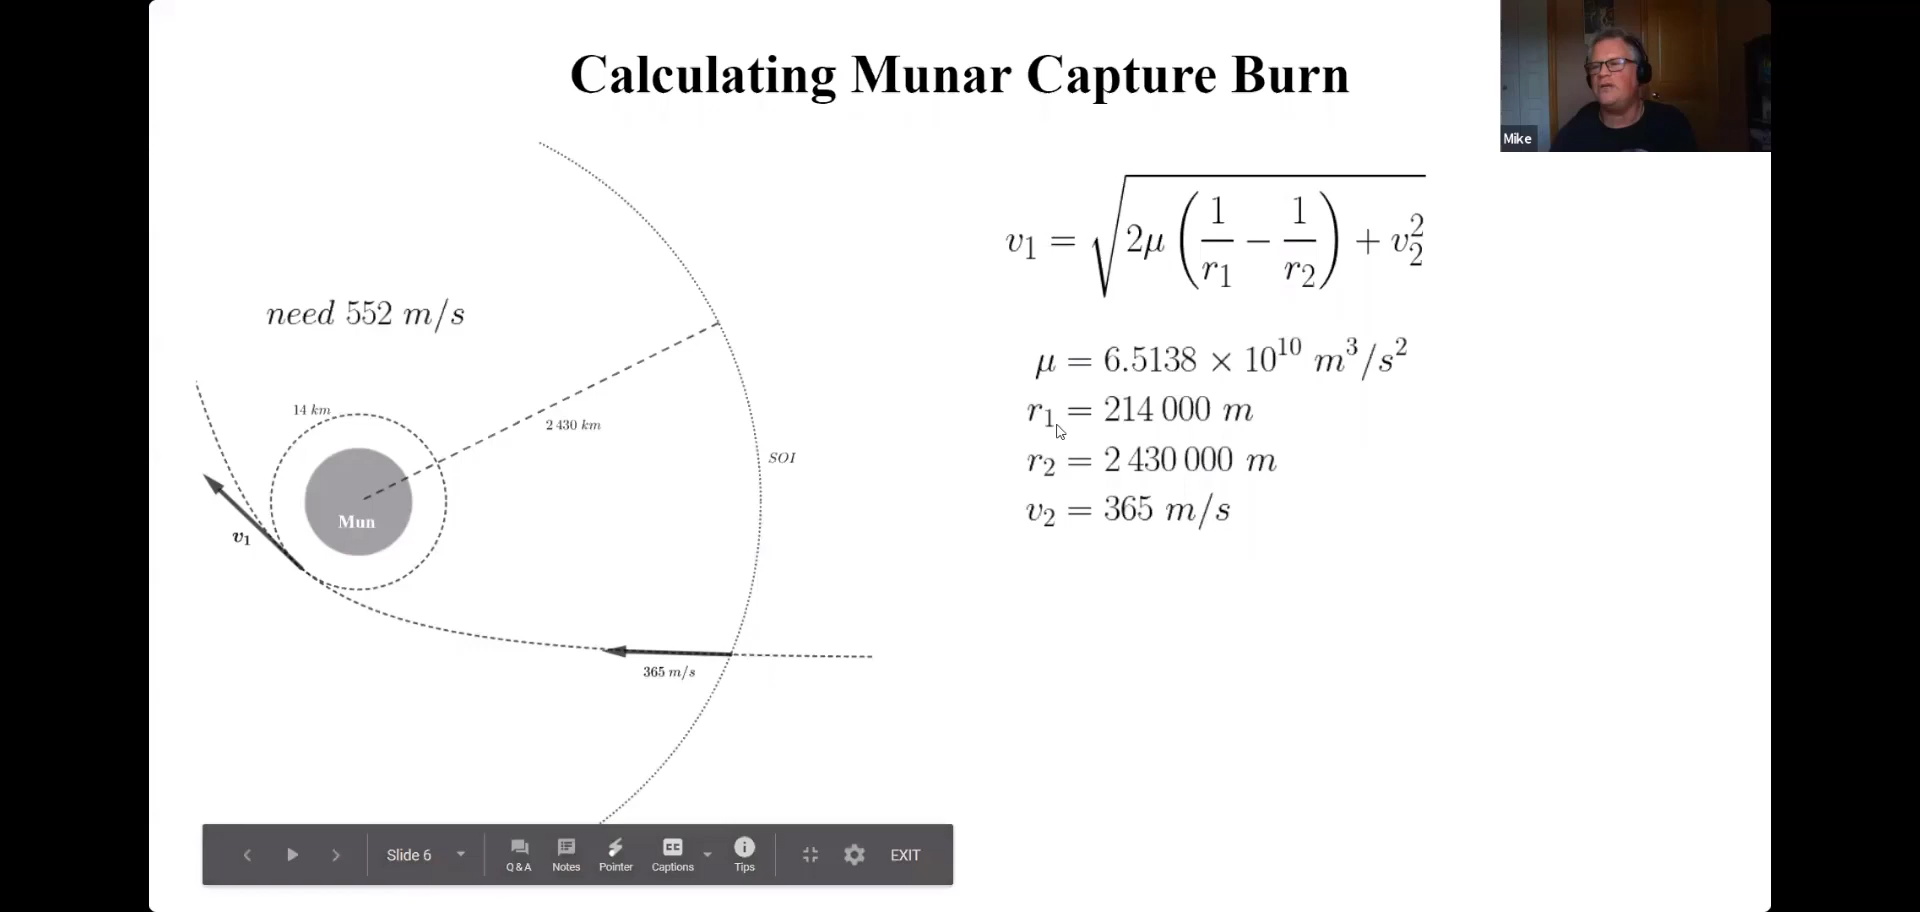 Calculating Munar Capture Burn
Mike
v₁ = √(2μ(1/r₁ − 1/r₂) + v₂²)
need 552 m/s
μ = 6.5138 × 10¹⁰ m³/s²
14 km
r₁ = 214 000 m
2 430 km
SOI
r₂ = 2 430 000 m
v₂ = 365 m/s
Mun
v₁
365 m/s
Slide 6
Q&A
Notes
Pointer
CC
Captions
Tips
EXIT